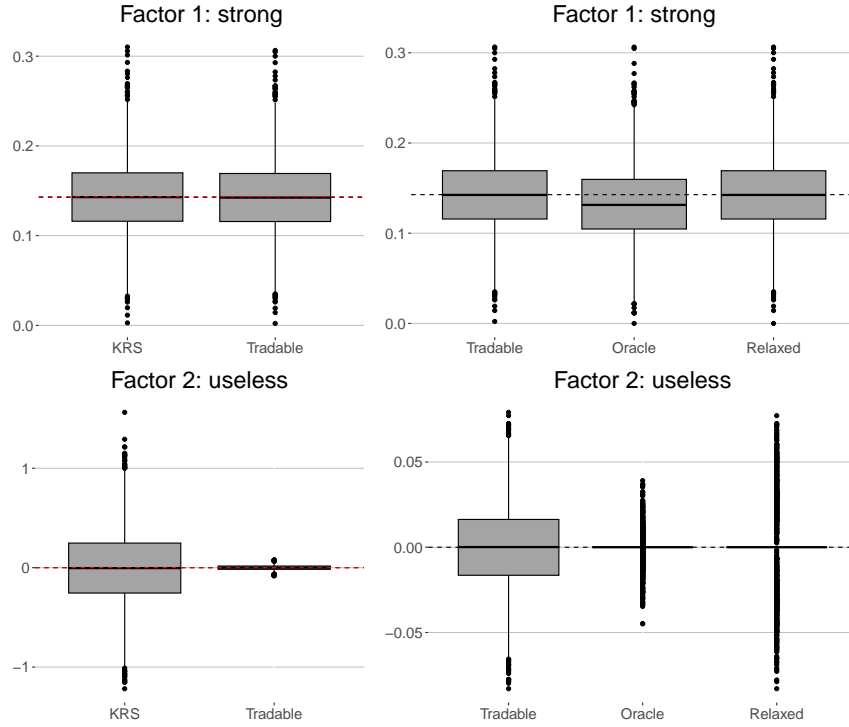 Factor 1: strong
0.3
0.2
0.1
0.0
KRS Tradable
Factor 1: strong
0.3
0.2
0.1
0.0
Tradable Oracle Relaxed
Factor 2: useless
1
0
−1
KRS Tradable
Factor 2: useless
0.05
0.00
−0.05
Tradable Oracle Relaxed